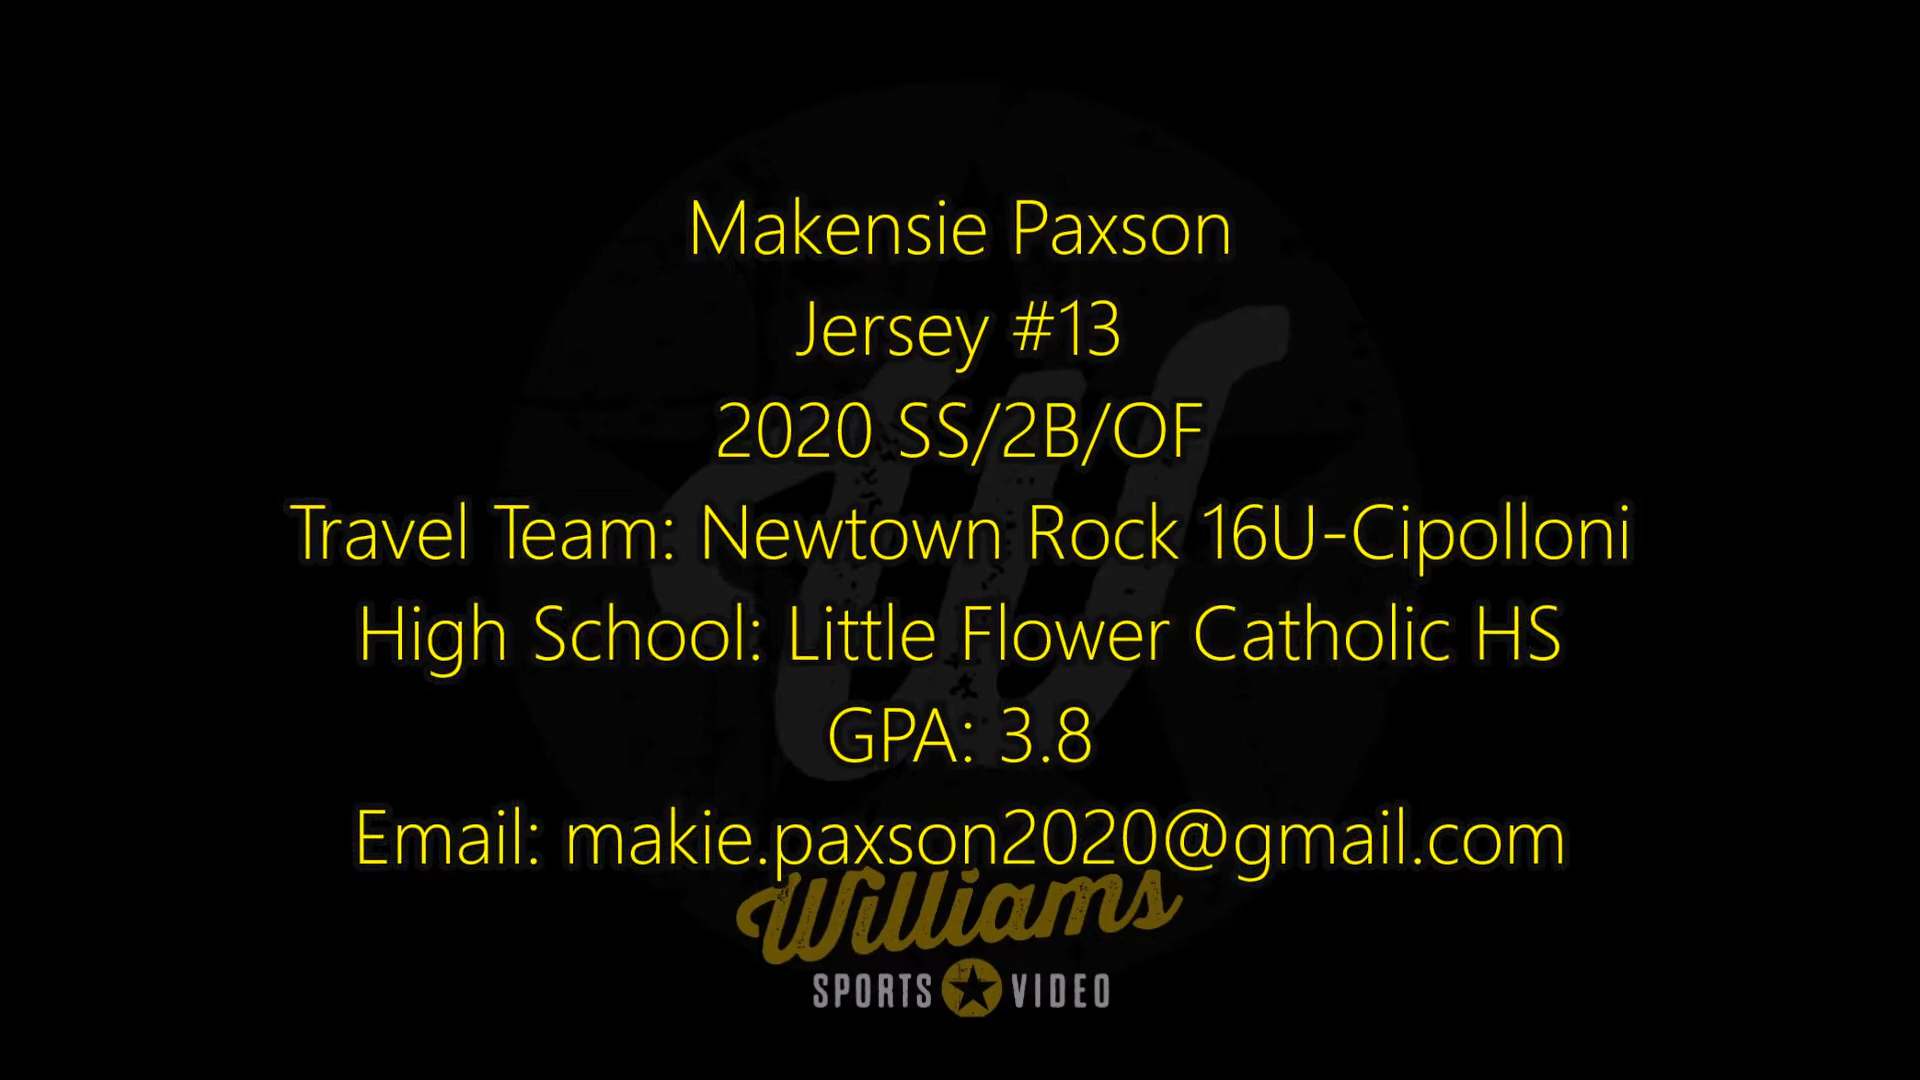 Makensie Paxson
Jersey #13
2020 SS/2B/OF
Travel Team: Newtown Rock 16U-Cipolloni
High School: Little Flower Catholic HS
GPA: 3.8
Email: makie.paxson2020@gmail.com
Williams
SPORTS VIDEO